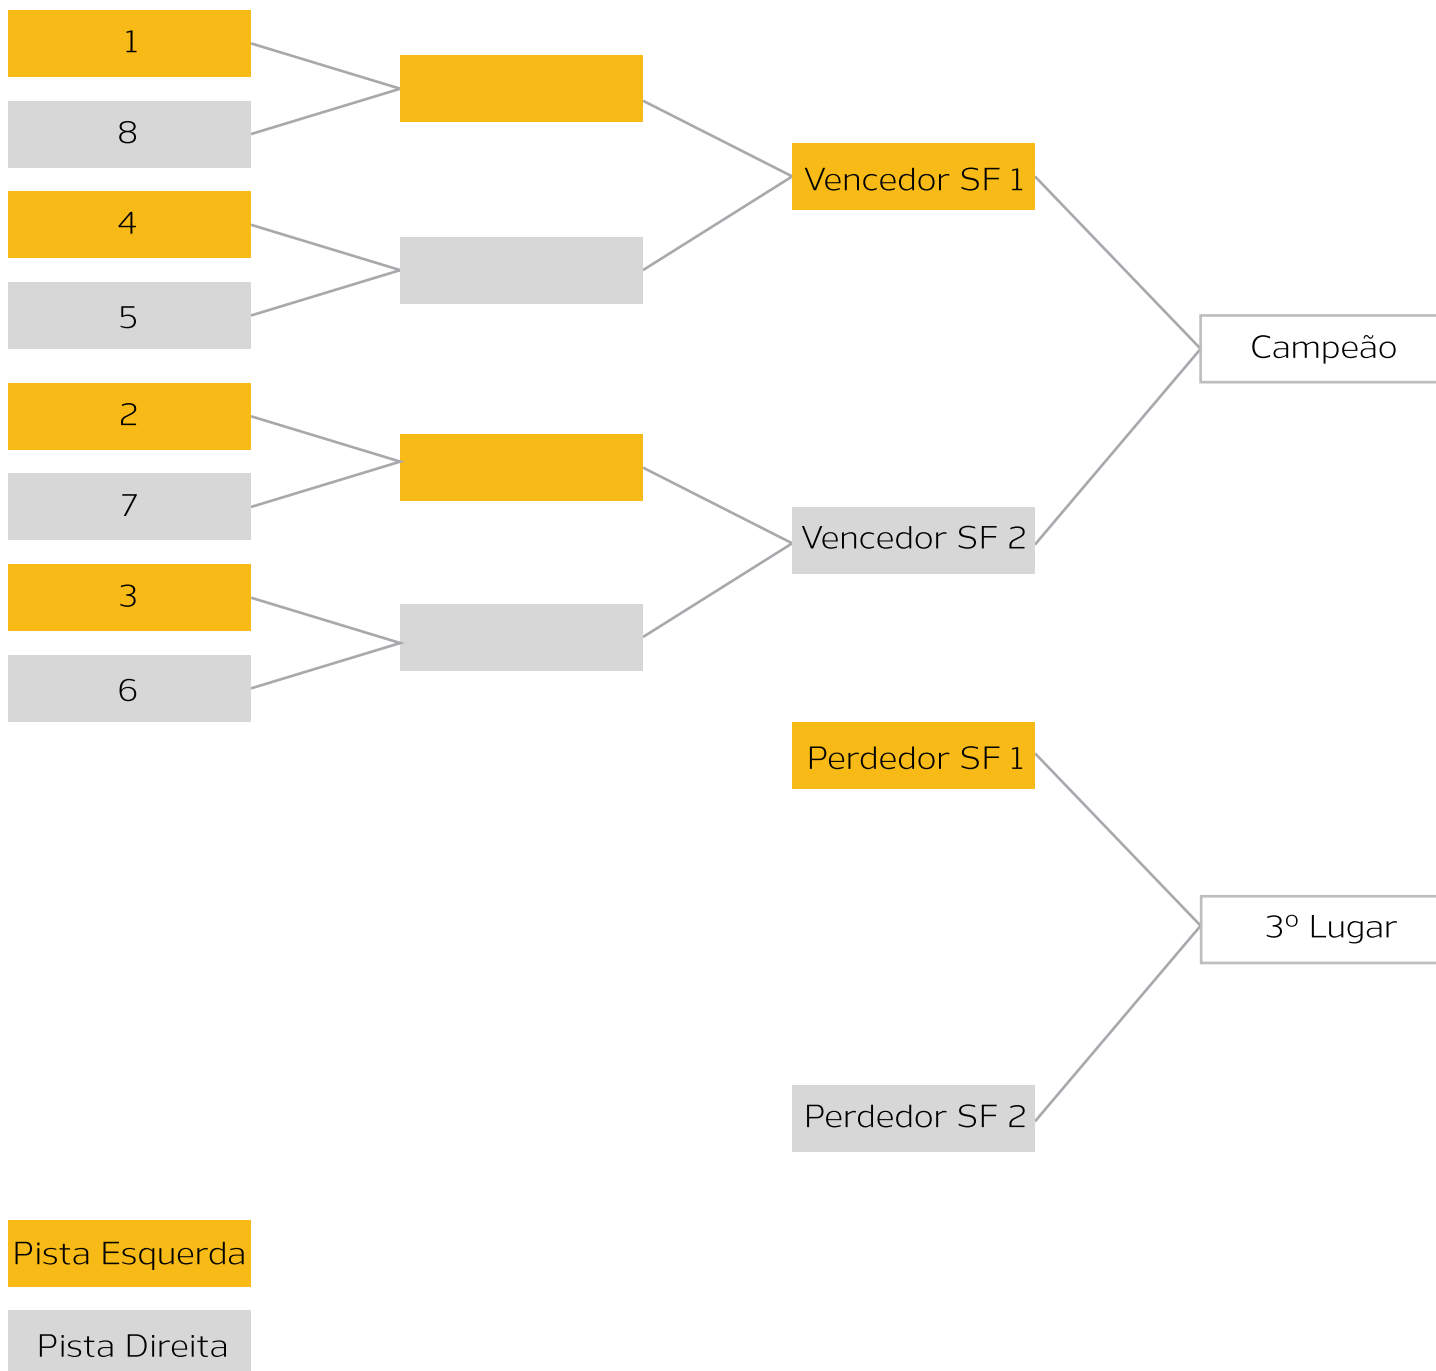 1
8
4
5
2
7
3
6
Vencedor SF 1
Vencedor SF 2
Campeão
Perdedor SF 1
Perdedor SF 2
3º Lugar
Pista Esquerda
Pista Direita